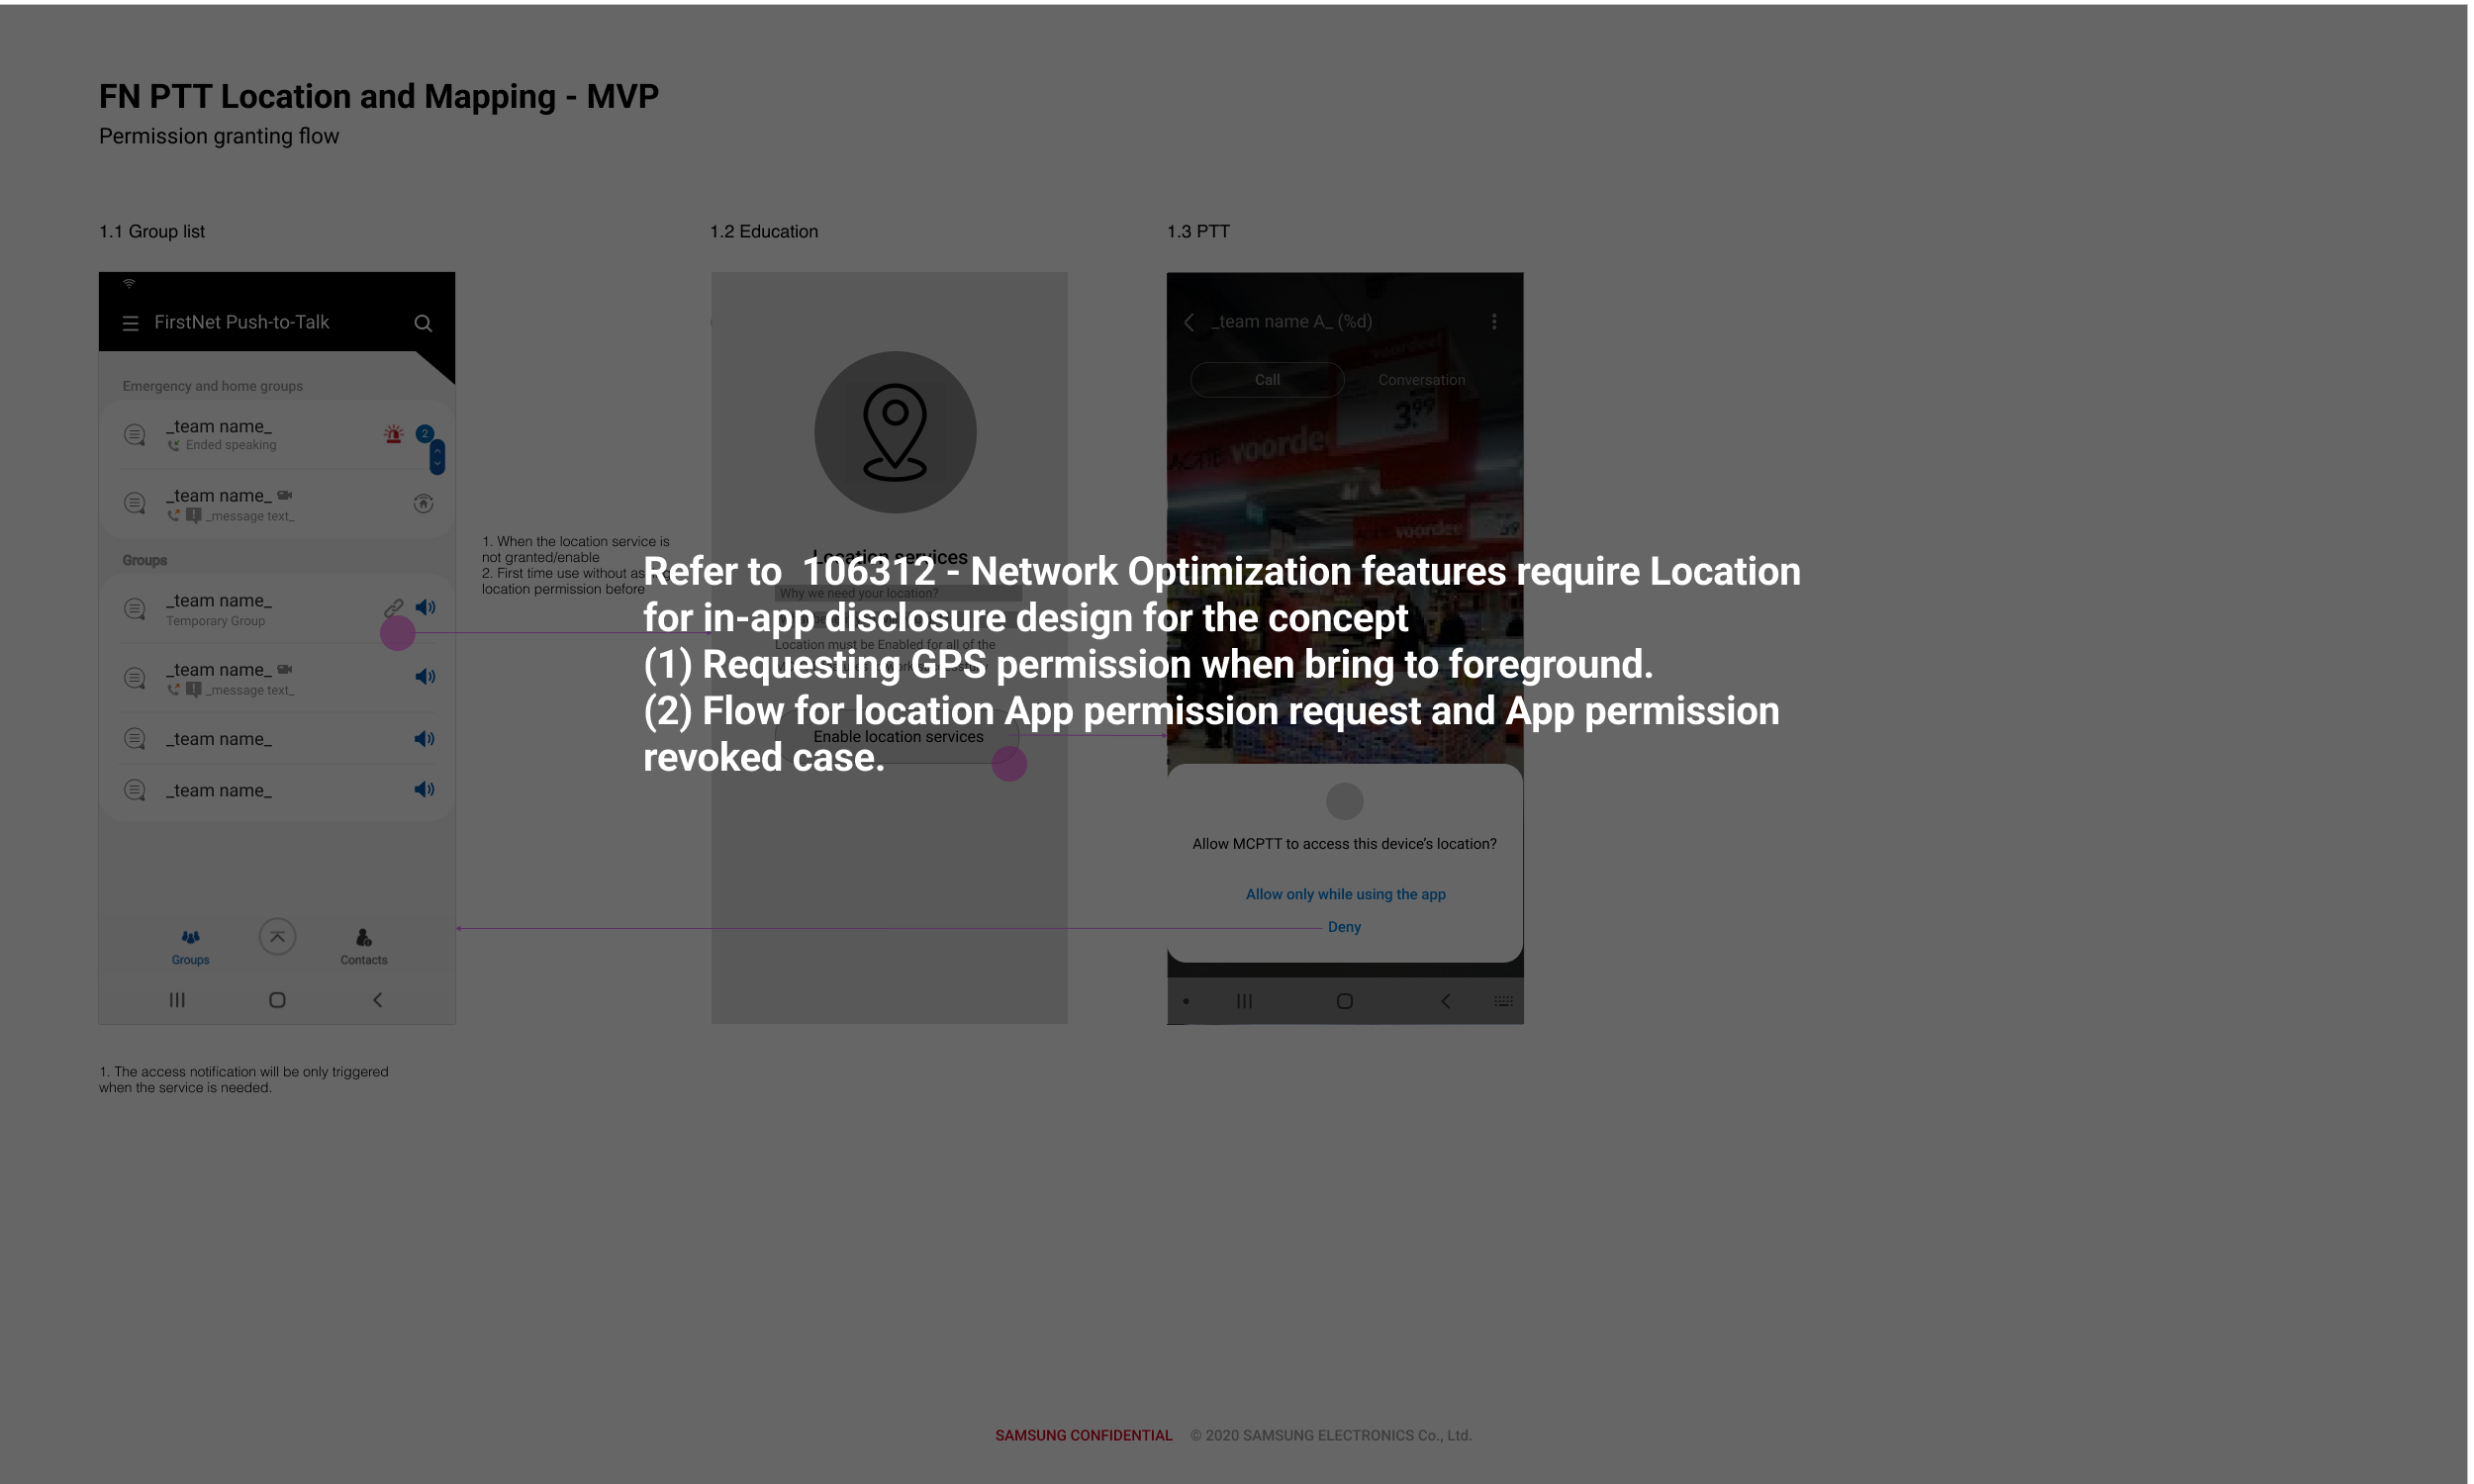 FN PTT Location and Mapping - MVP
Permission granting flow
1.1 Group list
1.2 Education
1.3 PTT
FirstNet Push-to-Talk
Emergency and home groups
_team name_
2
Ended speaking
_team name_
_message text_
Groups
_team name_
Temporary Group
_team name_
_message text_
_team name_
_team name_
Groups
Contacts
1. The access notification will be only triggered
when the service is needed.
1. When the location service is
not granted/enable
2. First time use without
location permission before
Location services
Why we need your location?
Location must be Enabled for all of the
Enable location services
_team name A_ (%d)
Call
Conversation
voordeel
3.99
ACTIE voordee
voordee
Allow MCPTT to access this device's location?
Allow only while using the app
Deny
Refer to  106312 - Network Optimization features require Location
for in-app disclosure design for the concept
(1) Requesting GPS permission when bring to foreground.
(2) Flow for location App permission request and App permission
revoked case.
SAMSUNG CONFIDENTIAL © 2020 SAMSUNG ELECTRONICS Co., Ltd.